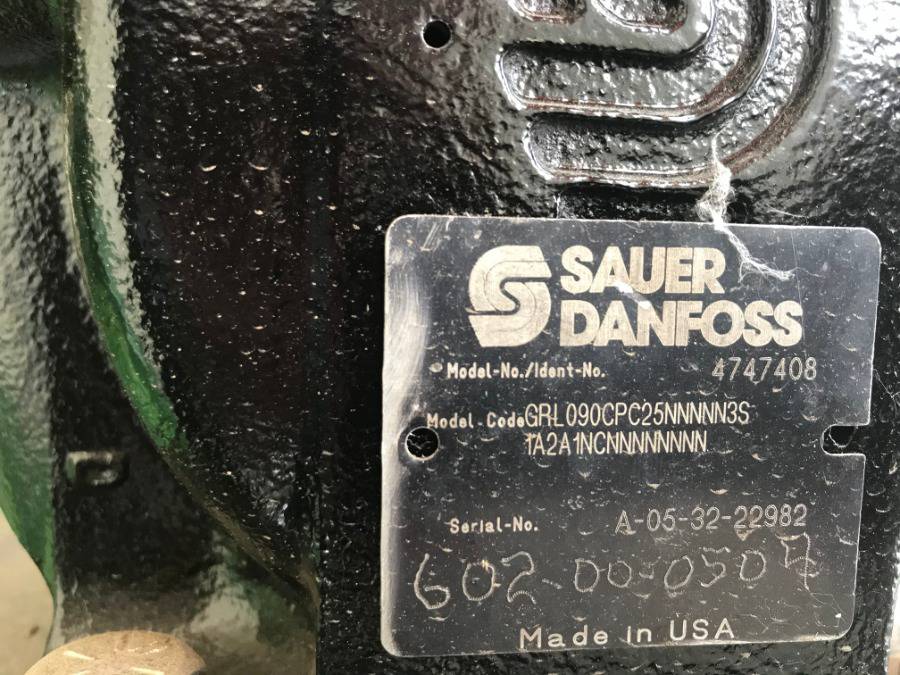 SAUER
DANFOSS
Model-No./Ident-No. 4747408
Model Code GRL090CPC25NNNNN3S
1A2A1NCNNNNNNNN
Serial-No. A-05-32-22982
602-00-0507
Made in USA